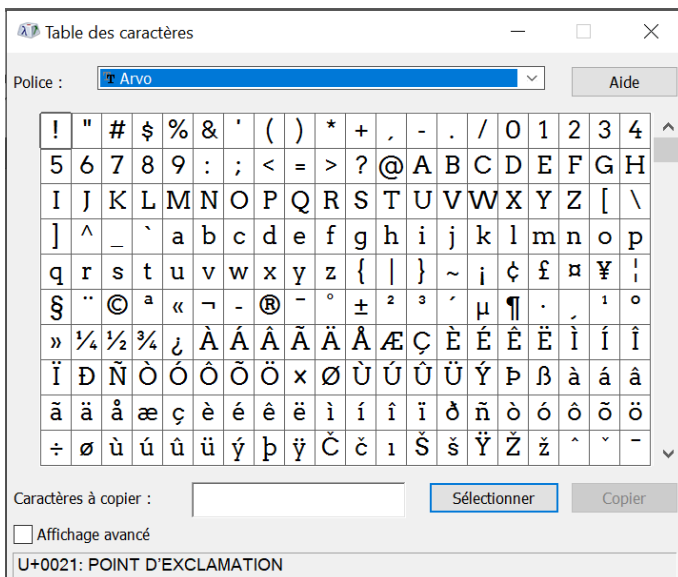 Table des caractères
Police : Arvo Aide
! " # $ % & ' ( ) * + , - . / 0 1 2 3 4
5 6 7 8 9 : ; < = > ? @ A B C D E F G H
I J K L M N O P Q R S T U V W X Y Z [ \
] ^ _ ` a b c d e f g h i j k l m n o p
q r s t u v w x y z { | } ~ ¡ ¢ £ ¤ ¥ ¦
§ ¨ © ª « ¬ - ® ¯ ° ± ² ³ ´ µ ¶ · ¸ ¹ º
» ¼ ½ ¾ ¿ À Á Â Ã Ä Å Æ Ç È É Ê Ë Ì Í Î
Ï Ð Ñ Ò Ó Ô Õ Ö × Ø Ù Ú Û Ü Ý Þ ß à á â
ã ä å æ ç è é ê ë ì í î ï ð ñ ò ó ô õ ö
÷ ø ù ú û ü ý þ ÿ Č č ı Š š Ÿ Ž ž ˆ ˇ ˉ
Caractères à copier : Sélectionner Copier
Affichage avancé
U+0021: POINT D'EXCLAMATION